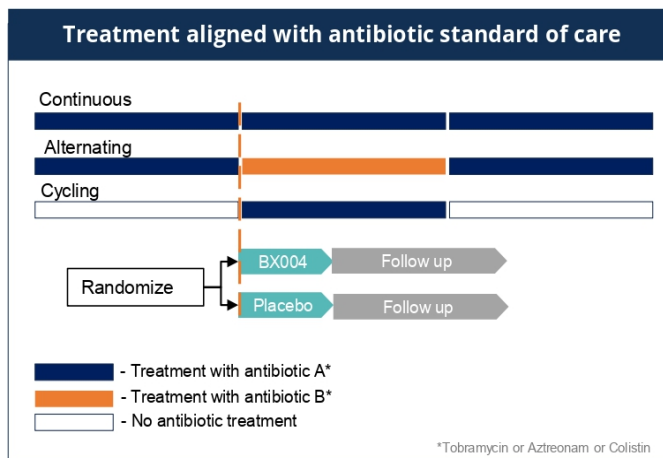 Treatment aligned with antibiotic standard of care
Continuous
Alternating
Cycling
Randomize
BX004
Follow up
Placebo
Follow up
- Treatment with antibiotic A*
- Treatment with antibiotic B*
- No antibiotic treatment
*Tobramycin or Aztreonam or Colistin